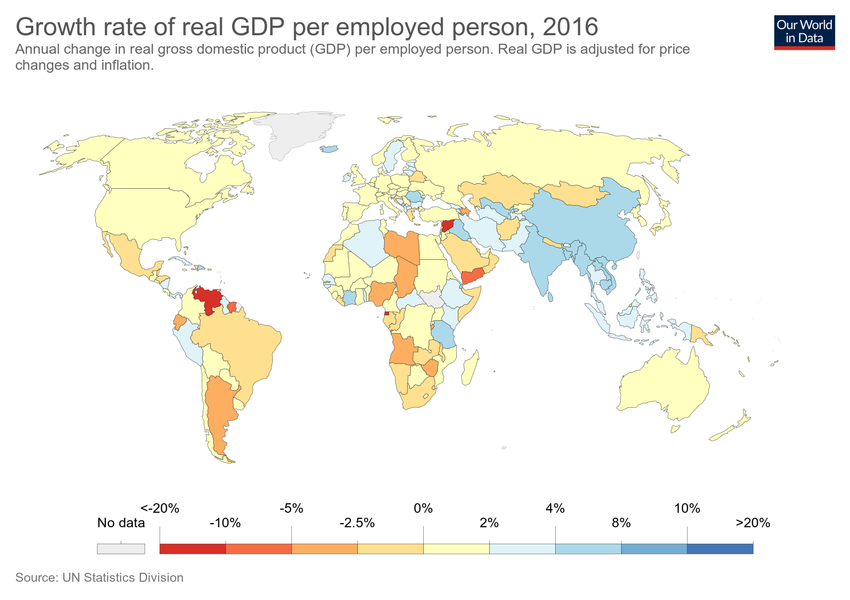 Growth rate of real GDP per employed person, 2016
Our World
in Data
Annual change in real gross domestic product (GDP) per employed person. Real GDP is adjusted for price
changes and inflation.
<-20% -5% 0% 4% 10%
No data -10% -2.5% 2% 8% >20%
Source: UN Statistics Division